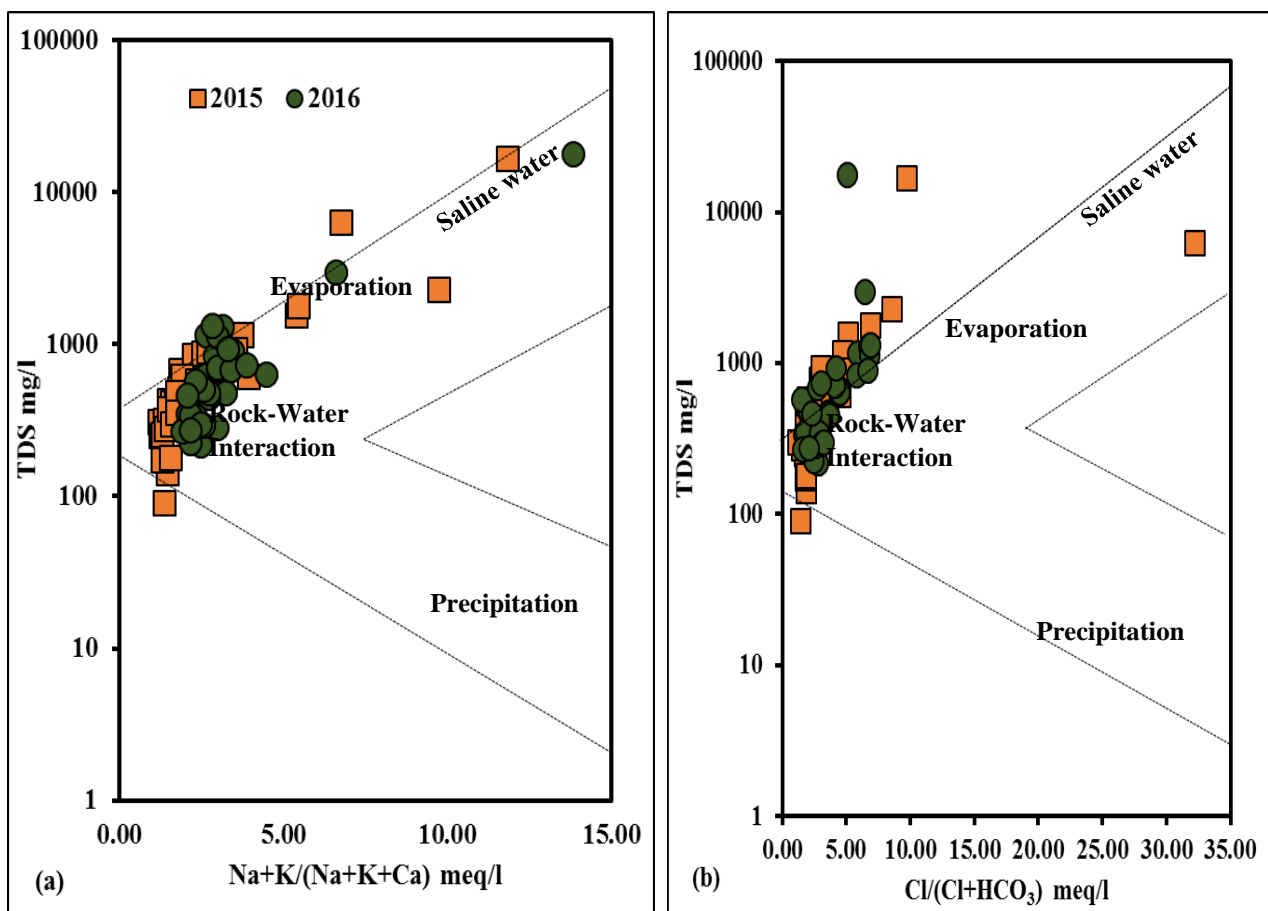 100000
10000
1000
100
10
1
TDS mg/l
2015 2016
Saline water
Evaporation
Rock-Water
Interaction
Precipitation
0.00 5.00 10.00 15.00
Na+K/(Na+K+Ca) meq/l
(a)
100000
10000
1000
100
10
1
TDS mg/l
Saline water
Evaporation
Rock-Water
Interaction
Precipitation
0.00 5.00 10.00 15.00 20.00 25.00 30.00 35.00
Cl/(Cl+HCO₃) meq/l
(b)